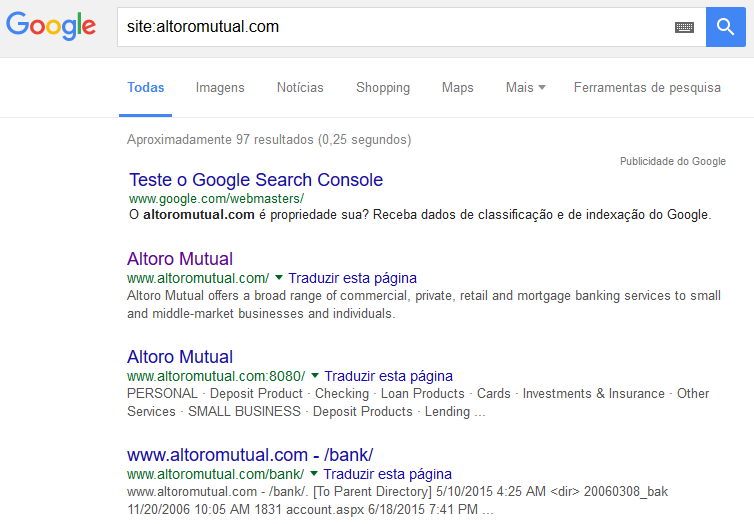 Google
site:altoromutual.com
Todas Imagens Notícias Shopping Maps Mais Ferramentas de pesquisa
Aproximadamente 97 resultados (0,25 segundos)
Publicidade do Google
Teste o Google Search Console
www.google.com/webmasters/
O altoromutual.com é propriedade sua? Receba dados de classificação e de indexação do Google.
Altoro Mutual
www.altoromutual.com/ Traduzir esta página
Altoro Mutual offers a broad range of commercial, private, retail and mortgage banking services to small
and middle-market businesses and individuals.
Altoro Mutual
www.altoromutual.com:8080/ Traduzir esta página
PERSONAL · Deposit Product · Checking · Loan Products · Cards · Investments & Insurance · Other
Services · SMALL BUSINESS · Deposit Products · Lending ...
www.altoromutual.com - /bank/
www.altoromutual.com/bank/ Traduzir esta página
www.altoromutual.com - /bank/. [To Parent Directory] 5/10/2015 4:25 AM <dir> 20060308_bak
11/20/2006 10:05 AM 1831 account.aspx 6/18/2015 7:41 PM ...